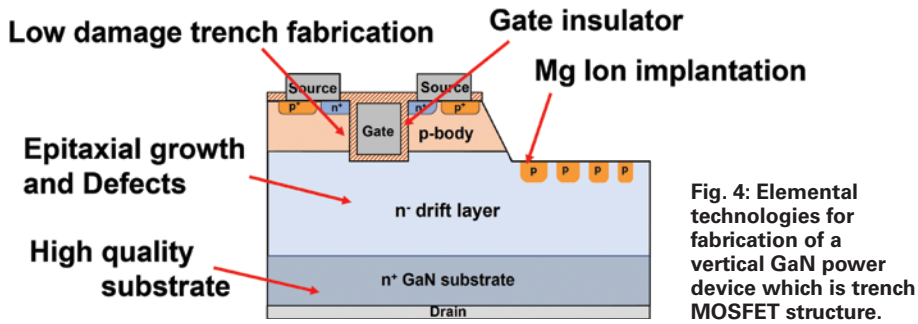 Low damage trench fabrication
Gate insulator
Mg Ion implantation
Source
Source
p+
n+
n+
p+
Gate
p-body
Epitaxial growth
and Defects
P
P
P
P
n- drift layer
High quality
substrate
n+ GaN substrate
Drain
Fig. 4: Elemental
technologies for
fabrication of a
vertical GaN power
device which is trench
MOSFET structure.